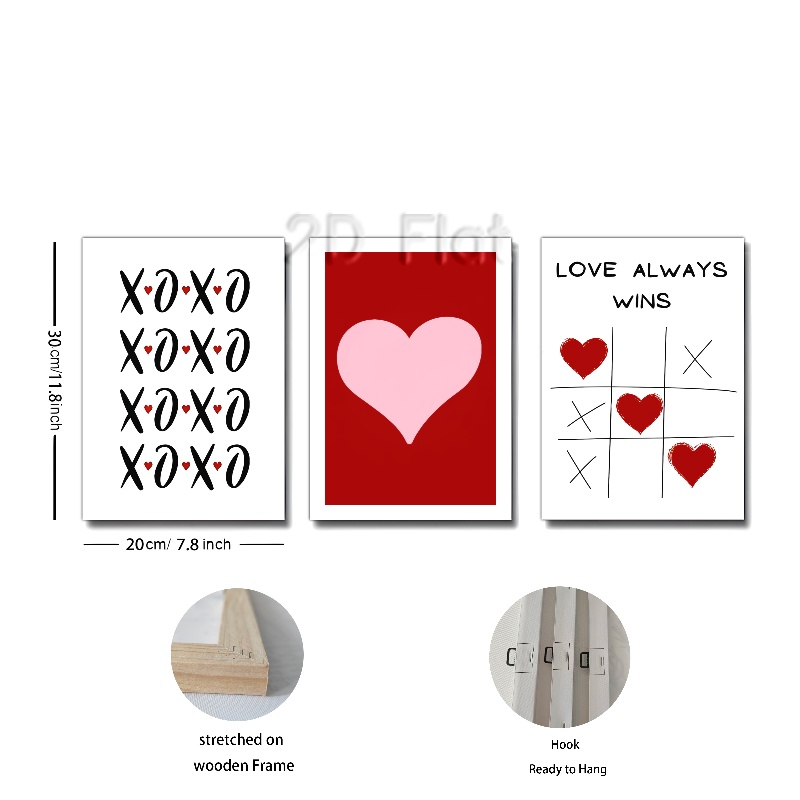 2D Flat
XOXO
XOXO
XOXO
XOXO
LOVE ALWAYS
WINS
X
X
X
30cm/11.8inch
20cm/ 7.8 inch
stretched on
wooden Frame
Hook
Ready to Hang